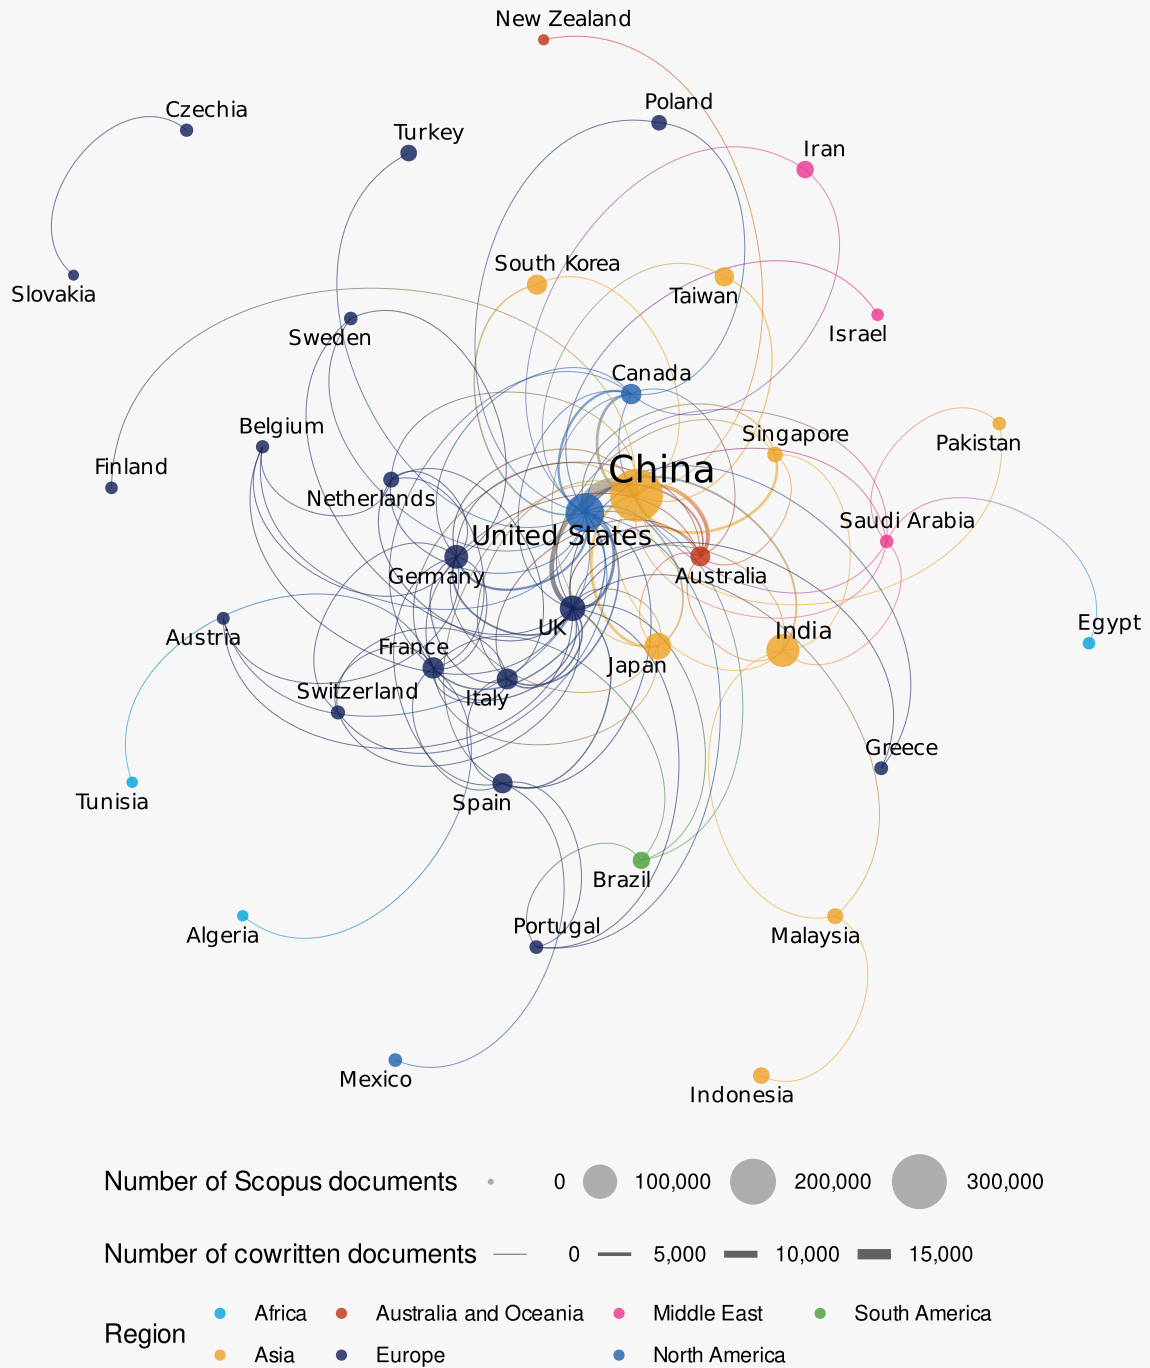 New Zealand
Poland
Czechia
Turkey
Iran
South Korea
Slovakia
Taiwan
Israel
Sweden
Canada
Belgium
Singapore
Pakistan
Finland
China
Netherlands
Saudi Arabia
United States
Germany
Australia
Egypt
UK
India
Austria
France
Japan
Switzerland
Italy
Greece
Tunisia
Spain
Brazil
Portugal
Algeria
Malaysia
Mexico
Indonesia
Number of Scopus documents 0 100,000 200,000 300,000
Number of cowritten documents 0 5,000 10,000 15,000
Region
Africa Australia and Oceania Middle East South America
Asia Europe North America